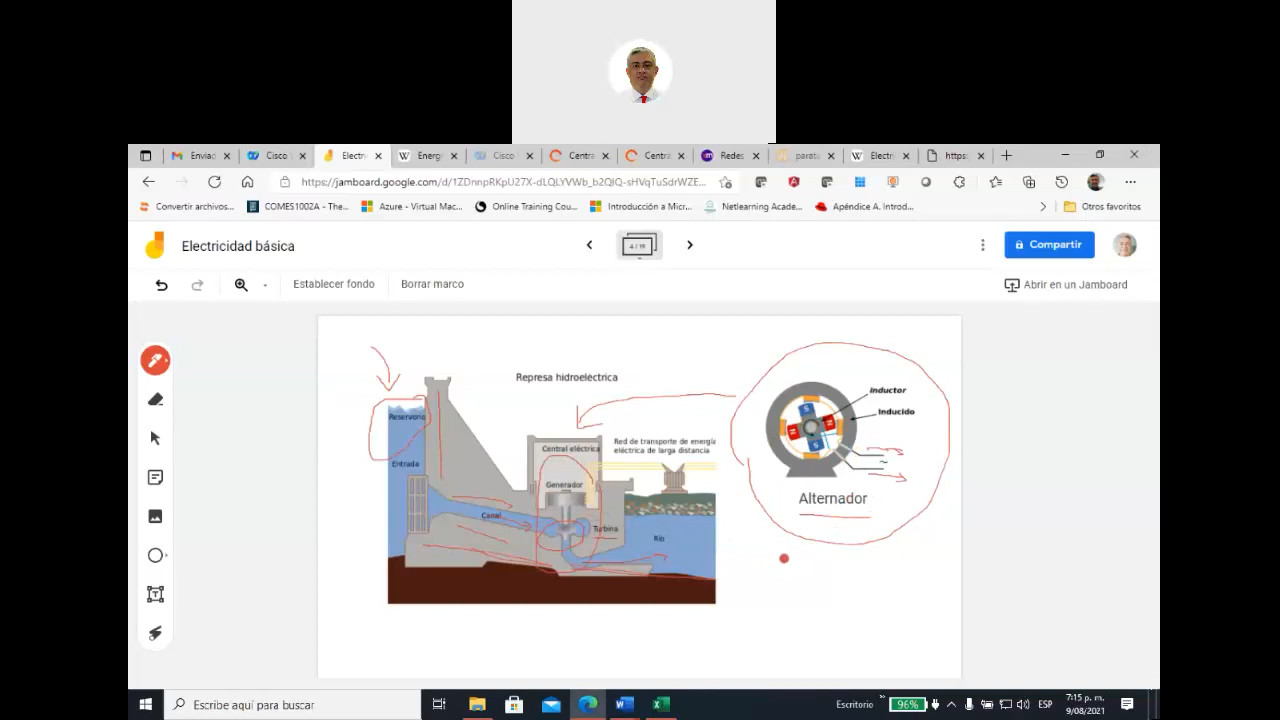 Enviac
Cisco
Electri
Energ
Cisco
Centra
Centra
Redes
paratu
Electri
https:
https://jamboard.google.com/d/1ZDnnpRKpU27X-dLQLYVWb_b2QIQ-sHVqTuSdrWZE...
Convertir archivos...
COMES1002A - The...
Azure - Virtual Mac...
Online Training Cou...
Introducción a Micr...
Netlearning Acade...
Apéndice A. Introd...
Otros favoritos
Electricidad básica
4 / 19
Compartir
Establecer fondo
Borrar marco
Abrir en un Jamboard
Represa hidroeléctrica
Reservorio
Entrada
Canal
Central eléctrica
Generador
Turbina
Red de transporte de energía
eléctrica de larga distancia
Río
Inductor
Inducido
S
N
N
S
~
Alternador
Escribe aquí para buscar
Escritorio
96%
ESP
7:15 p. m.
9/08/2021